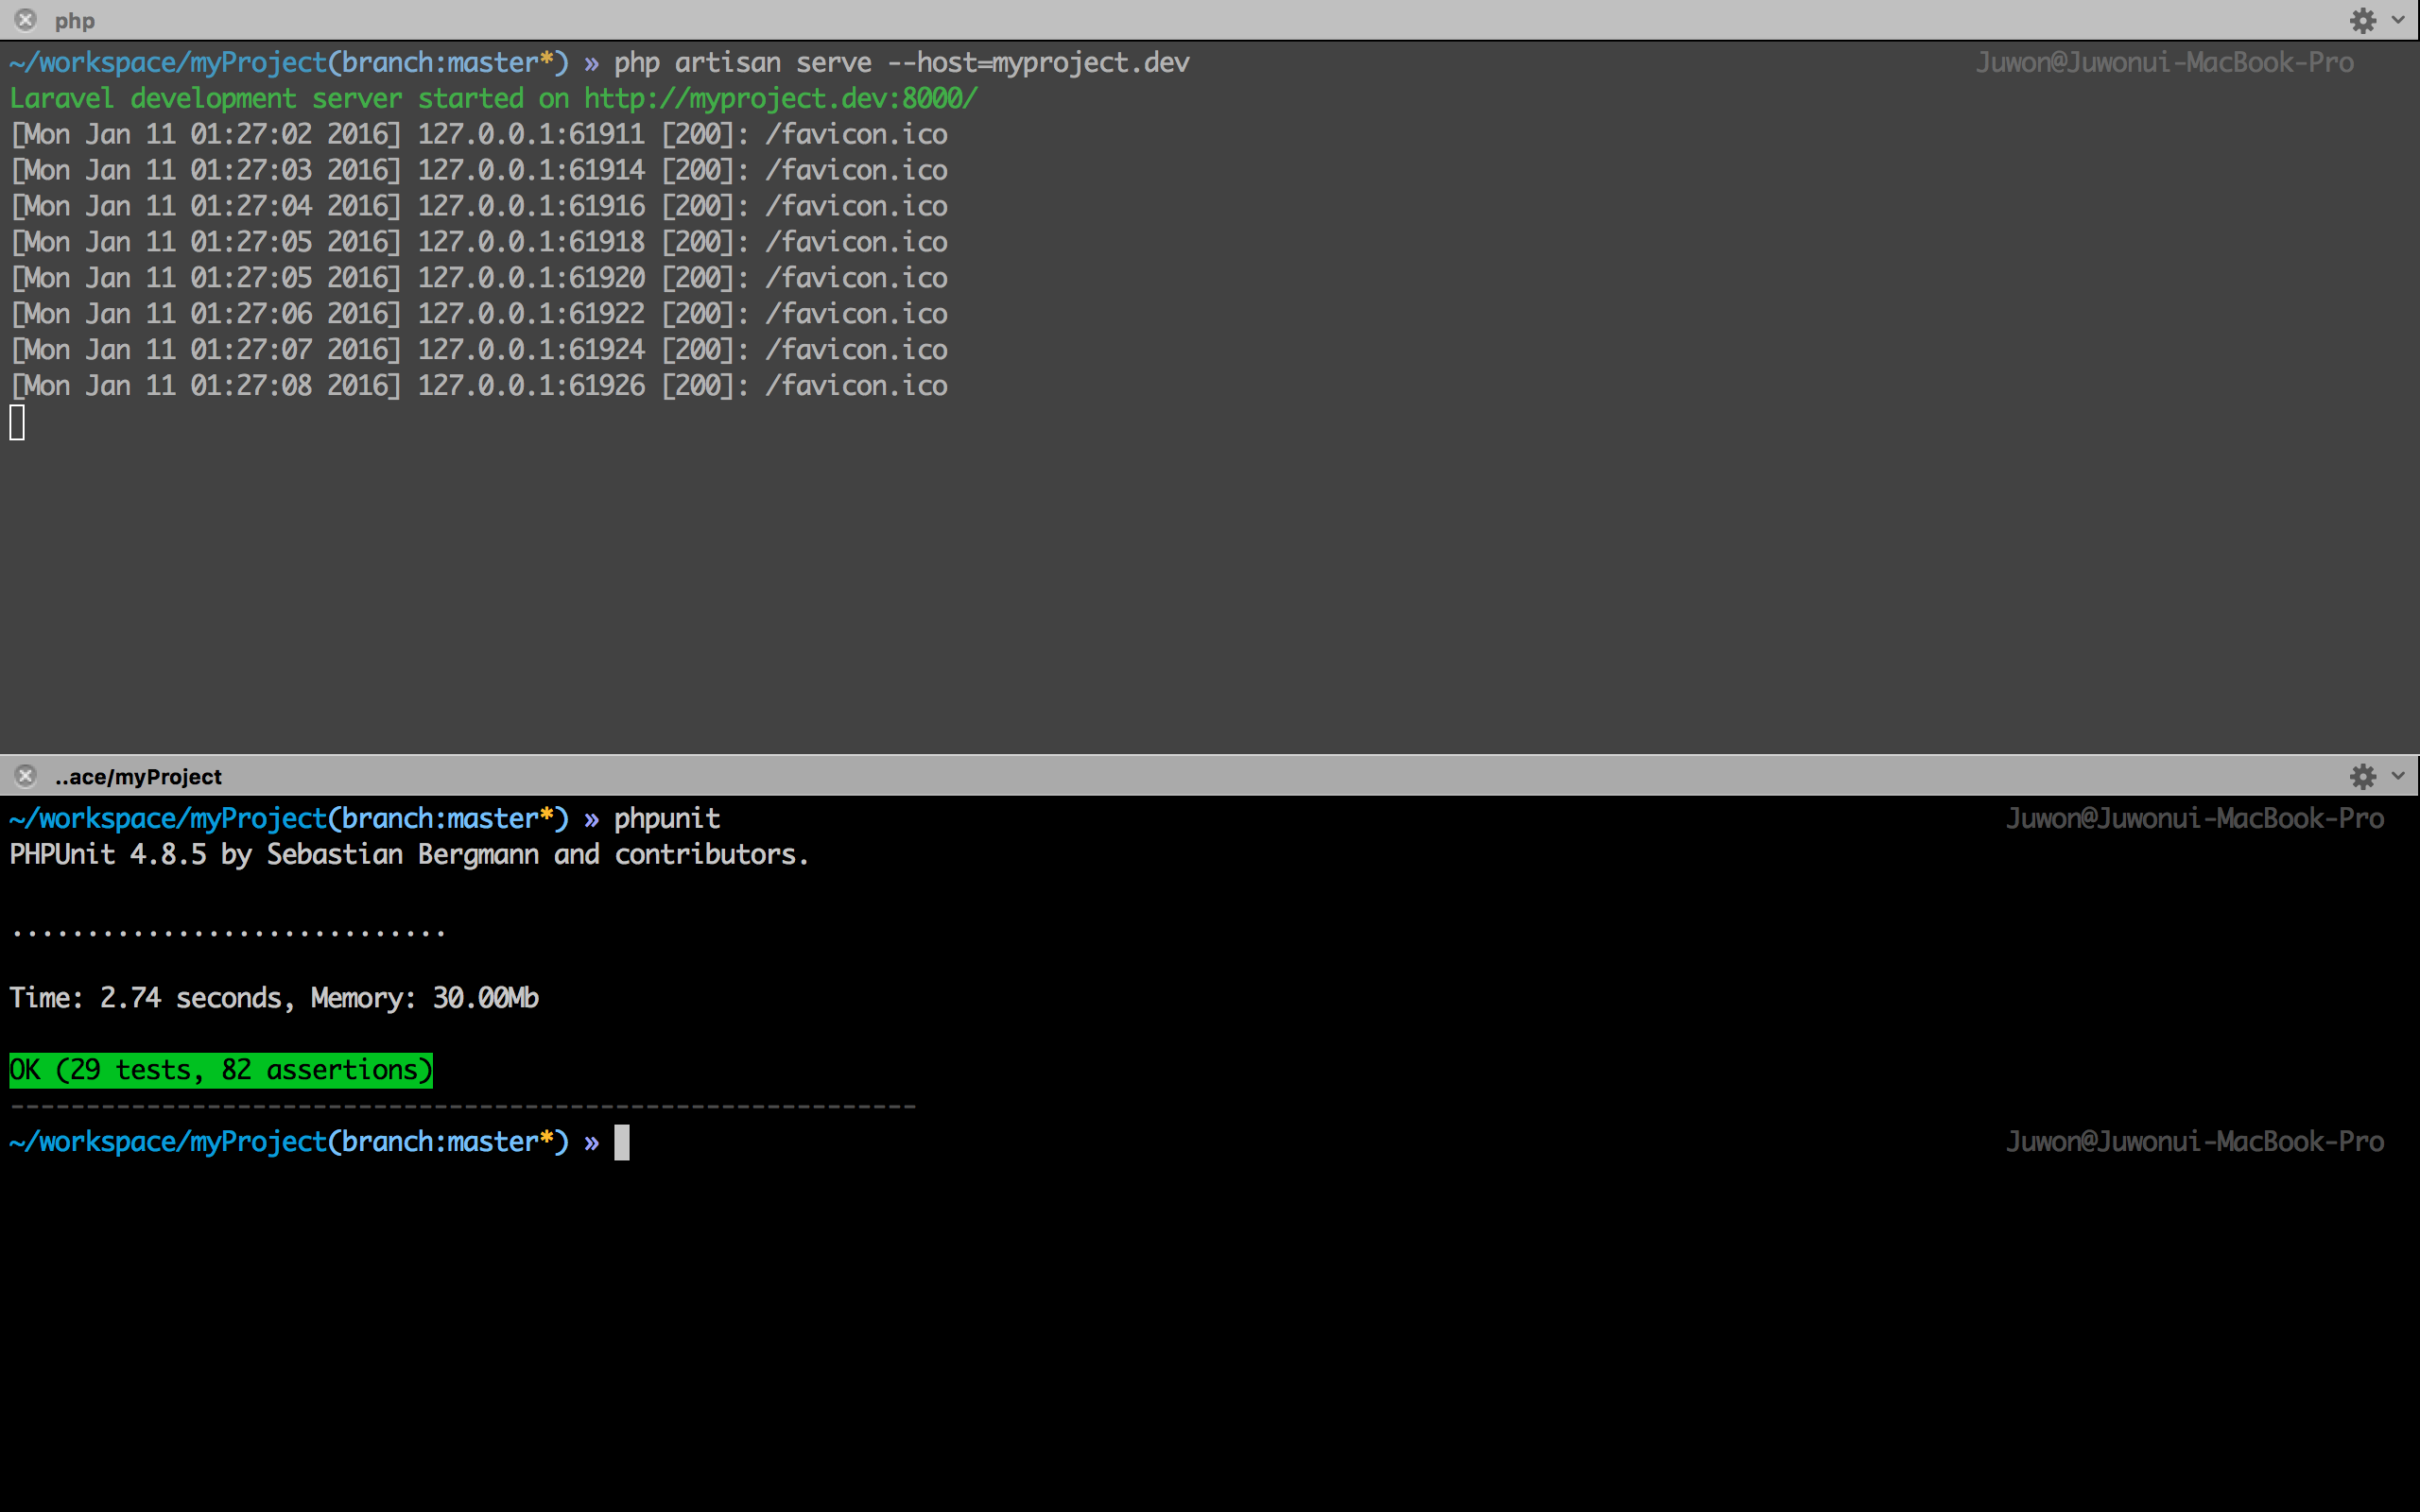 php
~/workspace/myProject(branch:master*) » php artisan serve --host=myproject.dev Juwon@Juwonui-MacBook-Pro
Laravel development server started on http://myproject.dev:8000/
[Mon Jan 11 01:27:02 2016] 127.0.0.1:61911 [200]: /favicon.ico
[Mon Jan 11 01:27:03 2016] 127.0.0.1:61914 [200]: /favicon.ico
[Mon Jan 11 01:27:04 2016] 127.0.0.1:61916 [200]: /favicon.ico
[Mon Jan 11 01:27:05 2016] 127.0.0.1:61918 [200]: /favicon.ico
[Mon Jan 11 01:27:05 2016] 127.0.0.1:61920 [200]: /favicon.ico
[Mon Jan 11 01:27:06 2016] 127.0.0.1:61922 [200]: /favicon.ico
[Mon Jan 11 01:27:07 2016] 127.0.0.1:61924 [200]: /favicon.ico
[Mon Jan 11 01:27:08 2016] 127.0.0.1:61926 [200]: /favicon.ico
..ace/myProject
~/workspace/myProject(branch:master*) » phpunit Juwon@Juwonui-MacBook-Pro
PHPUnit 4.8.5 by Sebastian Bergmann and contributors.
.............................
Time: 2.74 seconds, Memory: 30.00Mb
OK (29 tests, 82 assertions)
------------------------------------------------------------
~/workspace/myProject(branch:master*) » Juwon@Juwonui-MacBook-Pro